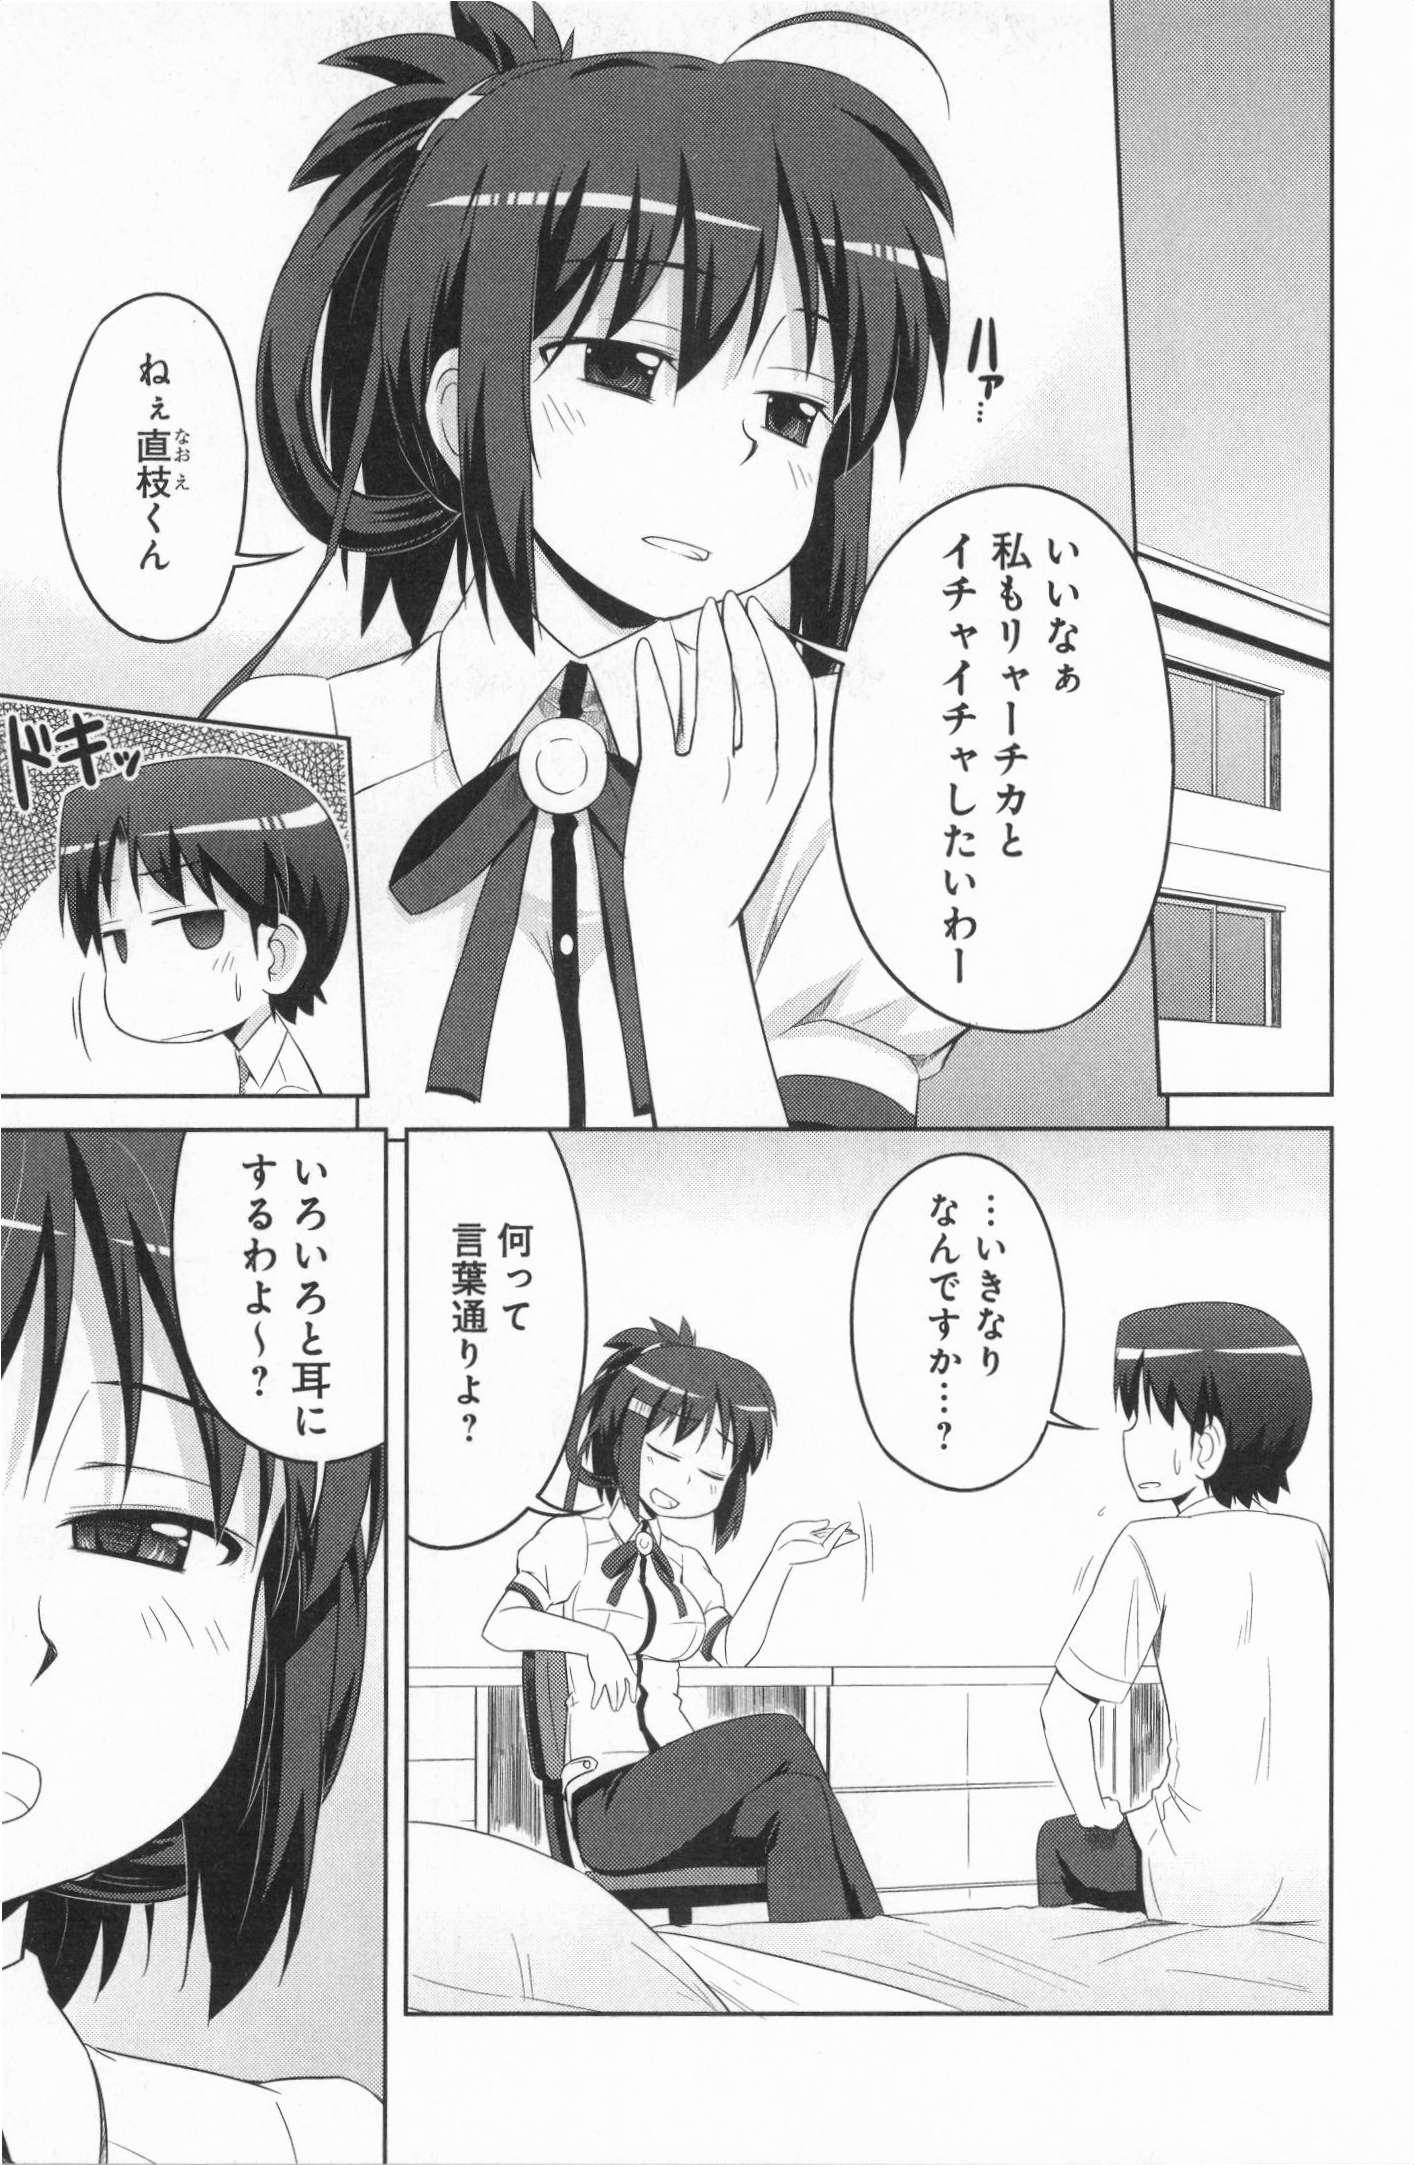 ハァ…
いいなぁ
私もリャーチカと
イチャイチャしたいわー
ねぇ直枝くん
なおえ
ドキッ
…いきなり
なんですか…？
何って
言葉通りよ？
いろいろと耳に
するわよ〜？